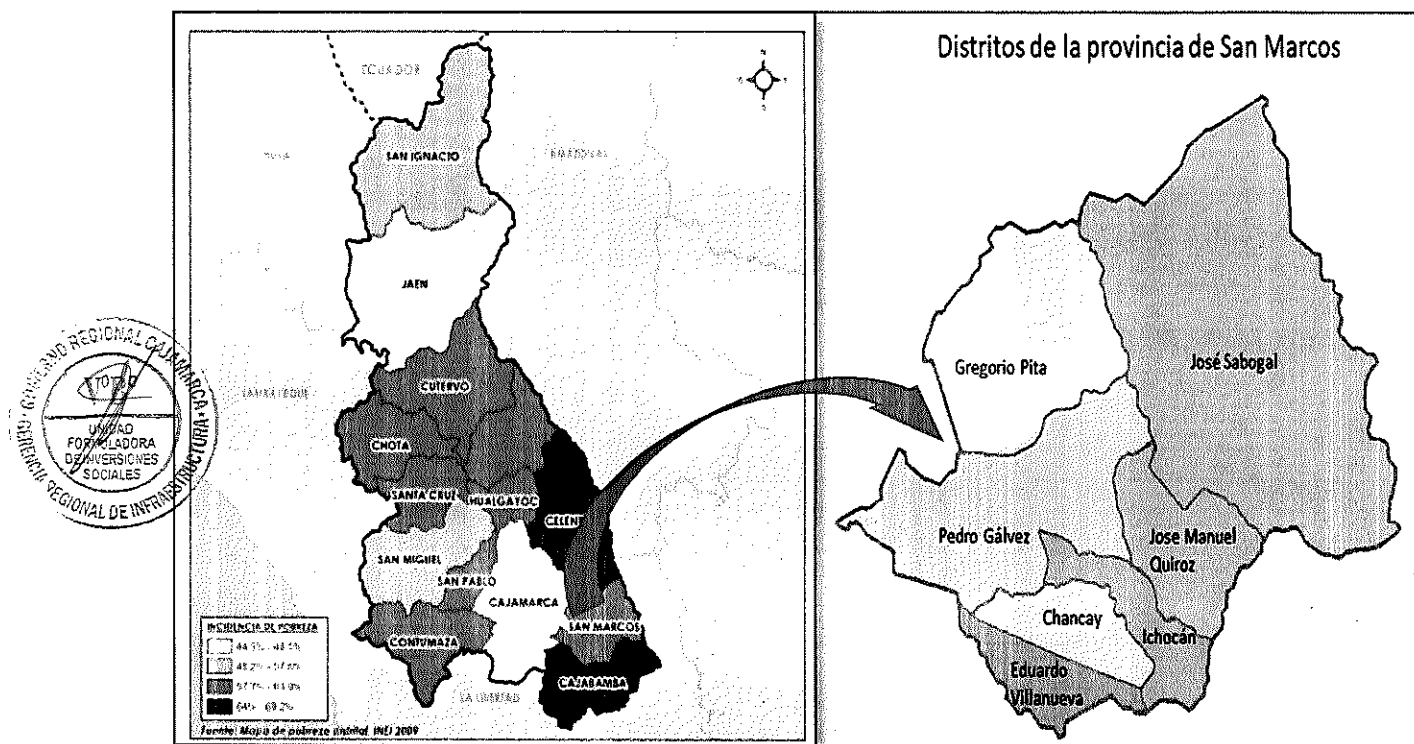 Distritos de la provincia de San Marcos
ECUADOR
SAN IGNACIO
AMAZONAS
JAEN
CUTERVO
LAMBAYEQUE
CHOTA
SANTA CRUZ
HUALGAYOC
SAN MIGUEL
SAN PABLO
CAJAMARCA
SAN MARCOS
CONTUMAZA
CAJABAMBA
LA LIBERTAD
INCIDENCIA DE POBREZA
Fuente: Mapa de pobreza distrital, INEI 2009
GOBIERNO REGIONAL CAJAMARCA
GERENCIA REGIONAL DE INFRAESTRUCTURA
UNIDAD
FORMULADORA
DE INVERSIONES
SOCIALES
José Sabogal
Gregorio Pita
Pedro Gálvez
Jose Manuel
Quiroz
Chancay
Ichocán
Eduardo
Villanueva